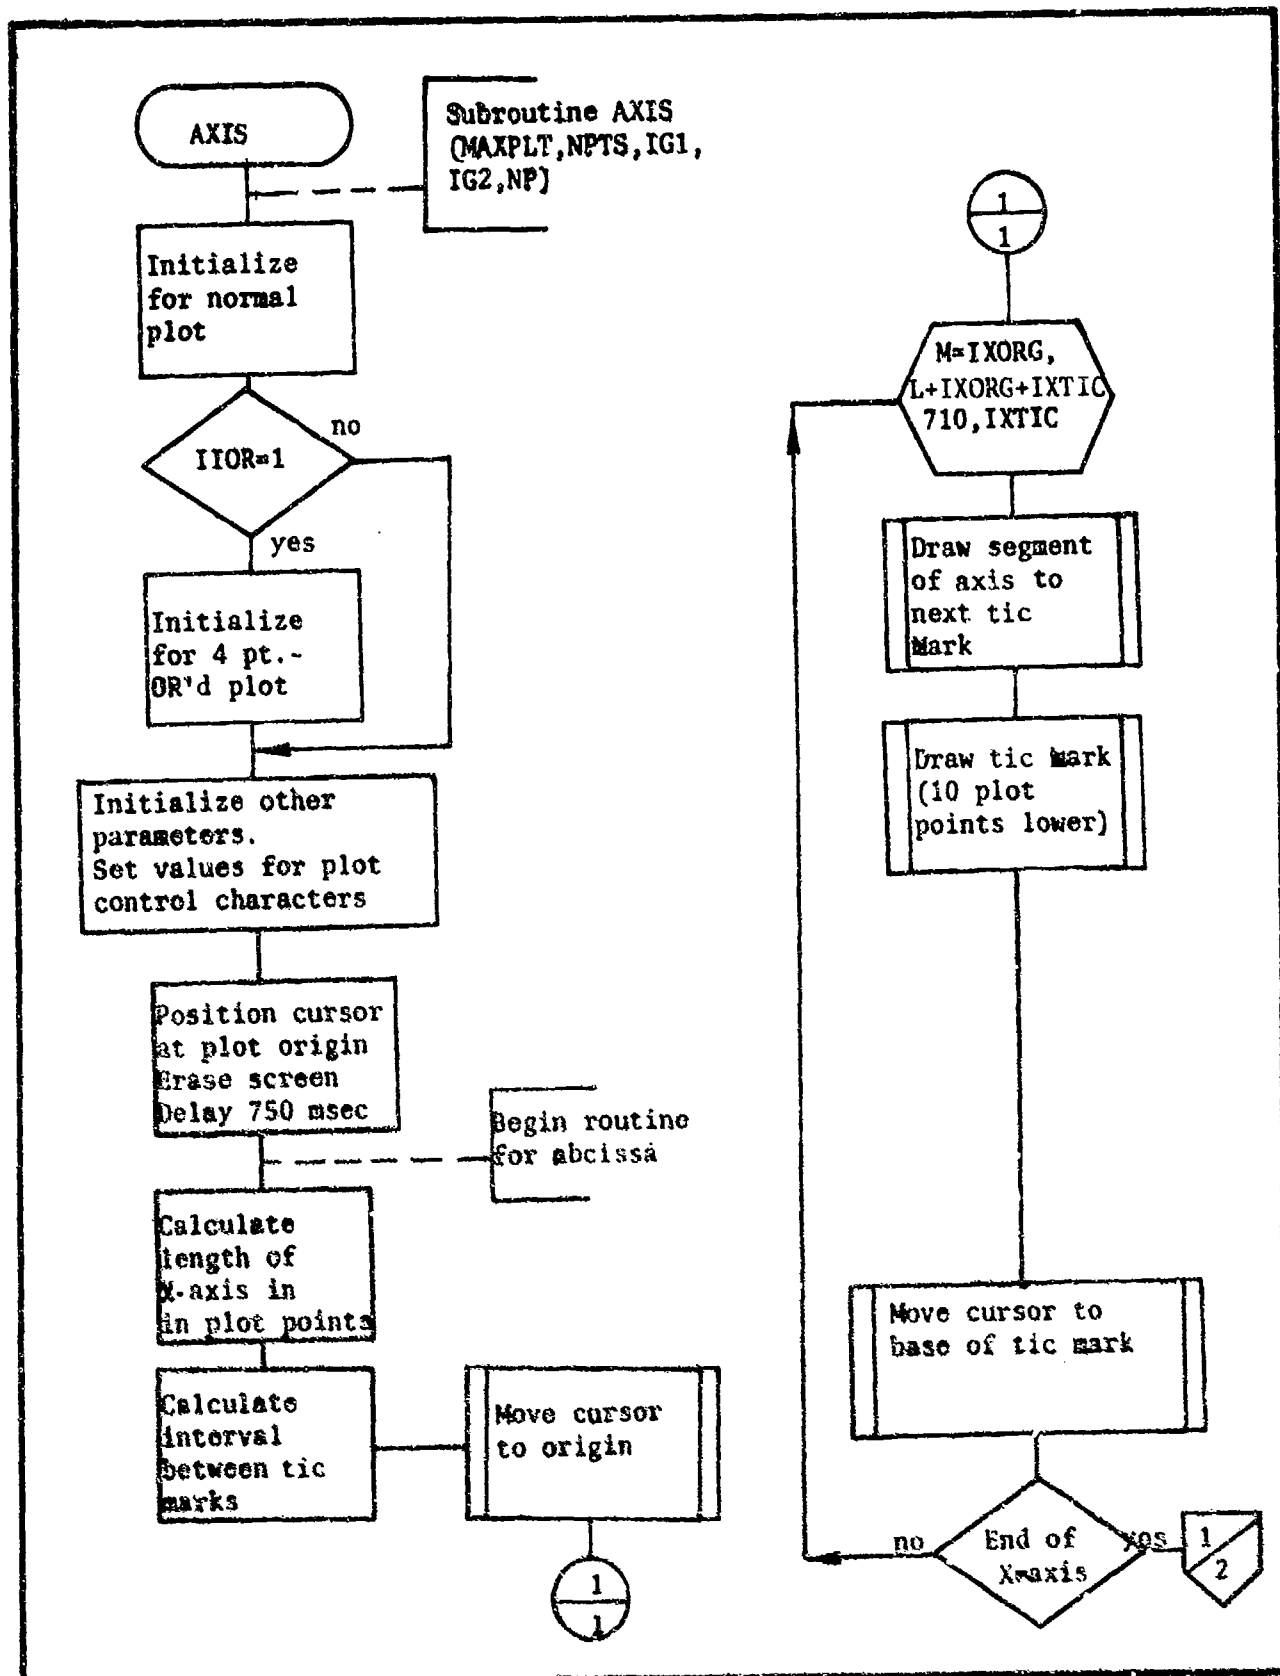 AXIS
Subroutine AXIS
(MAXPLT,NPTS,IG1,
IG2,NP)
Initialize
for normal
plot
IIOR=1
no
yes
Initialize
for 4 pt.-
OR'd plot
Initialize other
parameters.
Set values for plot
control characters
Position cursor
at plot origin
Erase screen
Delay 750 msec
Begin routine
for abcissa
Calculate
length of
X-axis in
in plot points
Calculate
interval
between tic
marks
Move cursor
to origin
1
1
1
1
M=IXORG,
L+IXORG+IXTIC
710,IXTIC
Draw segment
of axis to
next tic
Mark
Draw tic mark
(10 plot
points lower)
Move cursor to
base of tic mark
no
End of
X-axis
yes
1
2